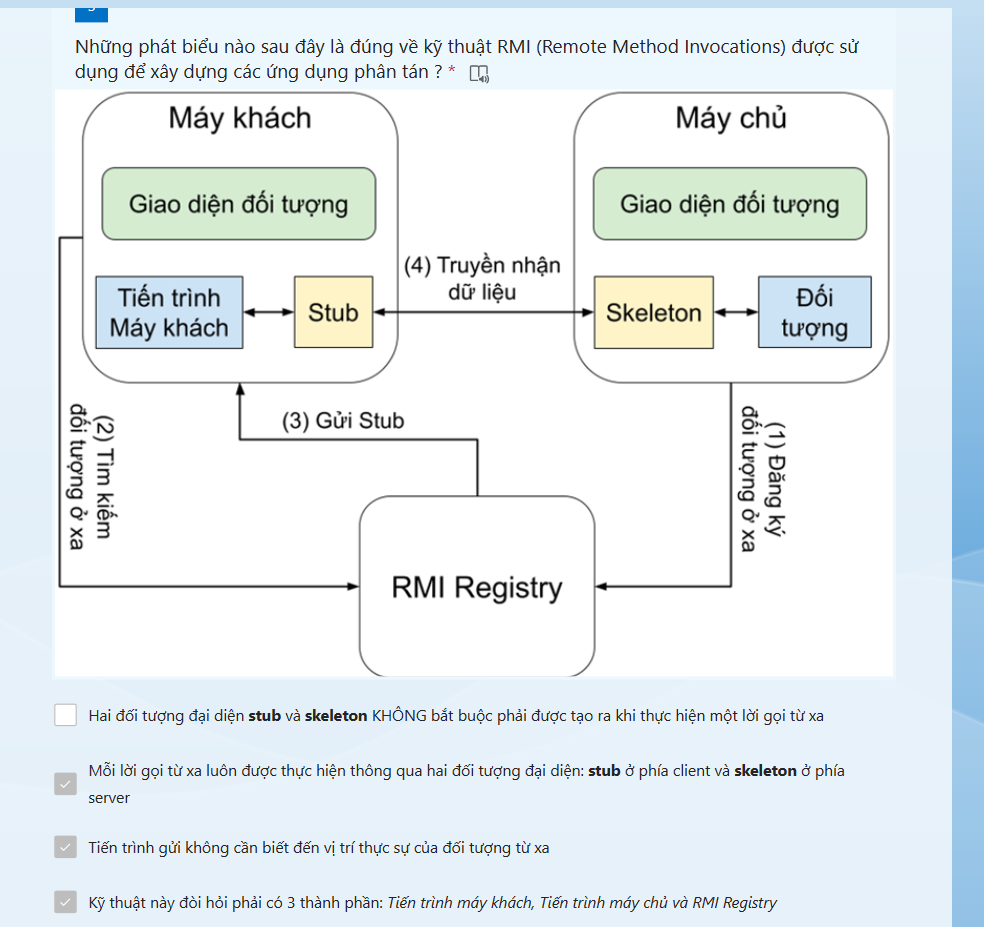 Những phát biểu nào sau đây là đúng về kỹ thuật RMI (Remote Method Invocations) được sử
dụng để xây dựng các ứng dụng phân tán ? *
Máy khách
Máy chủ
Giao diện đối tượng
Giao diện đối tượng
(4) Truyền nhận
dữ liệu
Tiến trình
Máy khách
Stub
Skeleton
Đối
tượng
(3) Gửi Stub
(2) Tìm kiếm
đối tượng ở xa
(1) Đăng ký
đối tượng ở xa
RMI Registry
Hai đối tượng đại diện stub và skeleton KHÔNG bắt buộc phải được tạo ra khi thực hiện một lời gọi từ xa
Mỗi lời gọi từ xa luôn được thực hiện thông qua hai đối tượng đại diện: stub ở phía client và skeleton ở phía
server
Tiến trình gửi không cần biết đến vị trí thực sự của đối tượng từ xa
Kỹ thuật này đòi hỏi phải có 3 thành phần: Tiến trình máy khách, Tiến trình máy chủ và RMI Registry